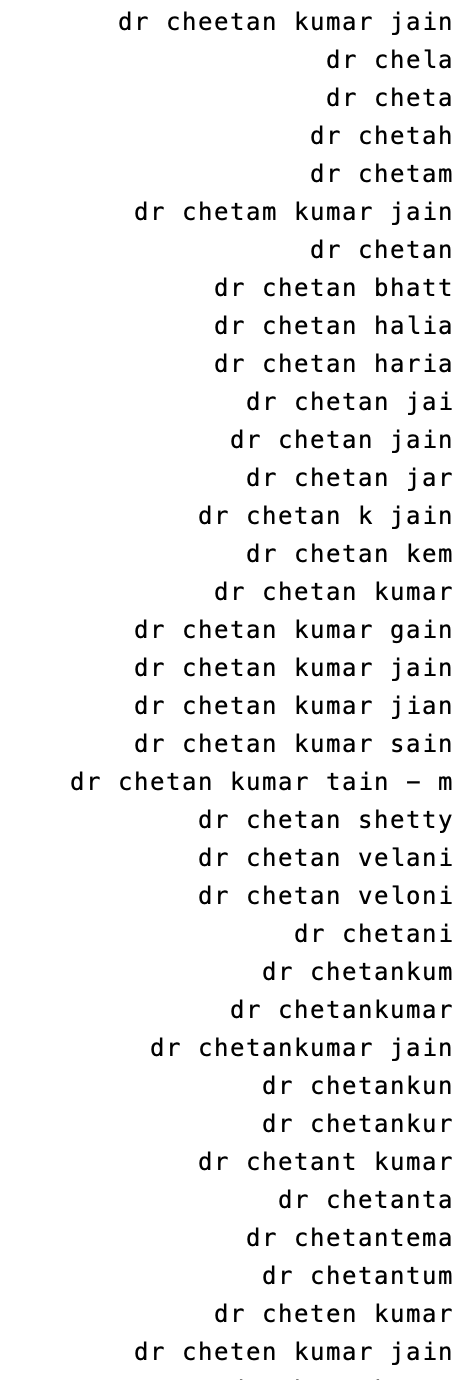 dr cheetan kumar jain
dr chela
dr cheta
dr chetah
dr chetam
dr chetam kumar jain
dr chetan
dr chetan bhatt
dr chetan halia
dr chetan haria
dr chetan jai
dr chetan jain
dr chetan jar
dr chetan k jain
dr chetan kem
dr chetan kumar
dr chetan kumar gain
dr chetan kumar jain
dr chetan kumar jian
dr chetan kumar sain
dr chetan kumar tain - m
dr chetan shetty
dr chetan velani
dr chetan veloni
dr chetani
dr chetankum
dr chetankumar
dr chetankumar jain
dr chetankun
dr chetankur
dr chetant kumar
dr chetanta
dr chetantema
dr chetantum
dr cheten kumar
dr cheten kumar jain